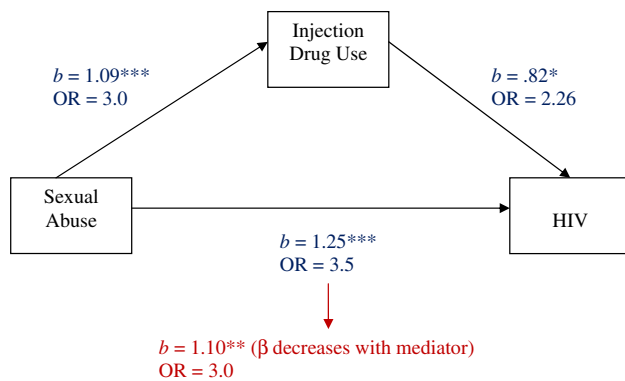 Injection
Drug Use
b = 1.09***
OR = 3.0
b = .82*
OR = 2.26
Sexual
Abuse
HIV
b = 1.25***
OR = 3.5
b = 1.10** (β decreases with mediator)
OR = 3.0